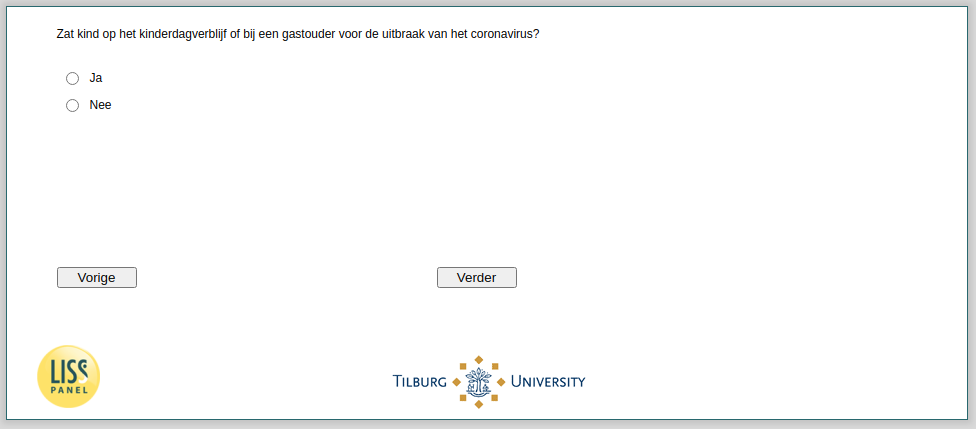 Zat kind op het kinderdagverblijf of bij een gastouder voor de uitbraak van het coronavirus?
Ja
Nee
Vorige
Verder
LISS
PANEL
TILBURG UNIVERSITY